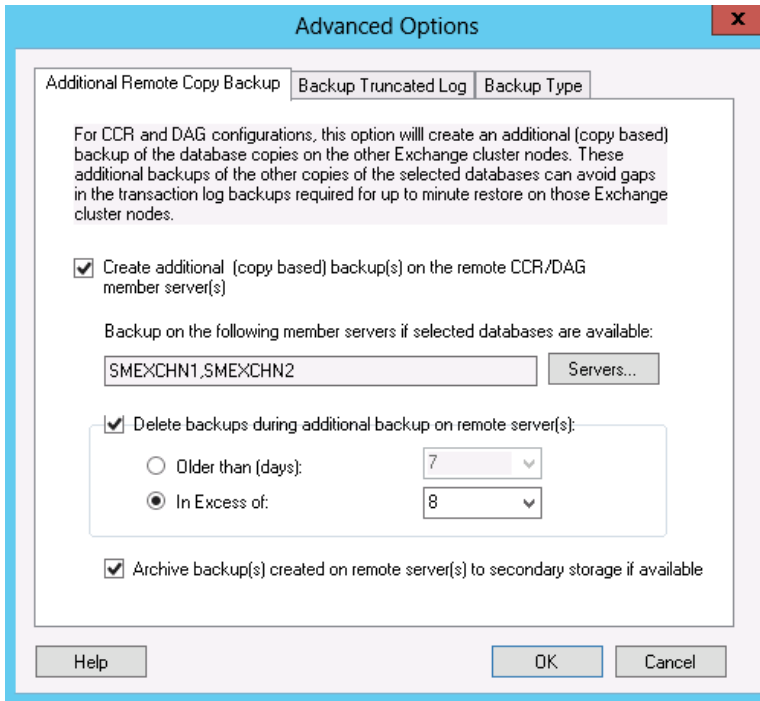 Advanced Options
x
Additional Remote Copy Backup
Backup Truncated Log
Backup Type
For CCR and DAG configurations, this option willl create an additional (copy based)
backup of the database copies on the other Exchange cluster nodes. These
additional backups of the other copies of the selected databases can avoid gaps
in the transaction log backups required for up to minute restore on those Exchange
cluster nodes.
Create additional (copy based) backup(s) on the remote CCR/DAG
member server(s)
Backup on the following member servers if selected databases are available:
SMEXCHN1,SMEXCHN2
Servers...
Delete backups during additional backup on remote server(s):
Older than (days):
7
In Excess of:
8
Archive backup(s) created on remote server(s) to secondary storage if available
Help
OK
Cancel